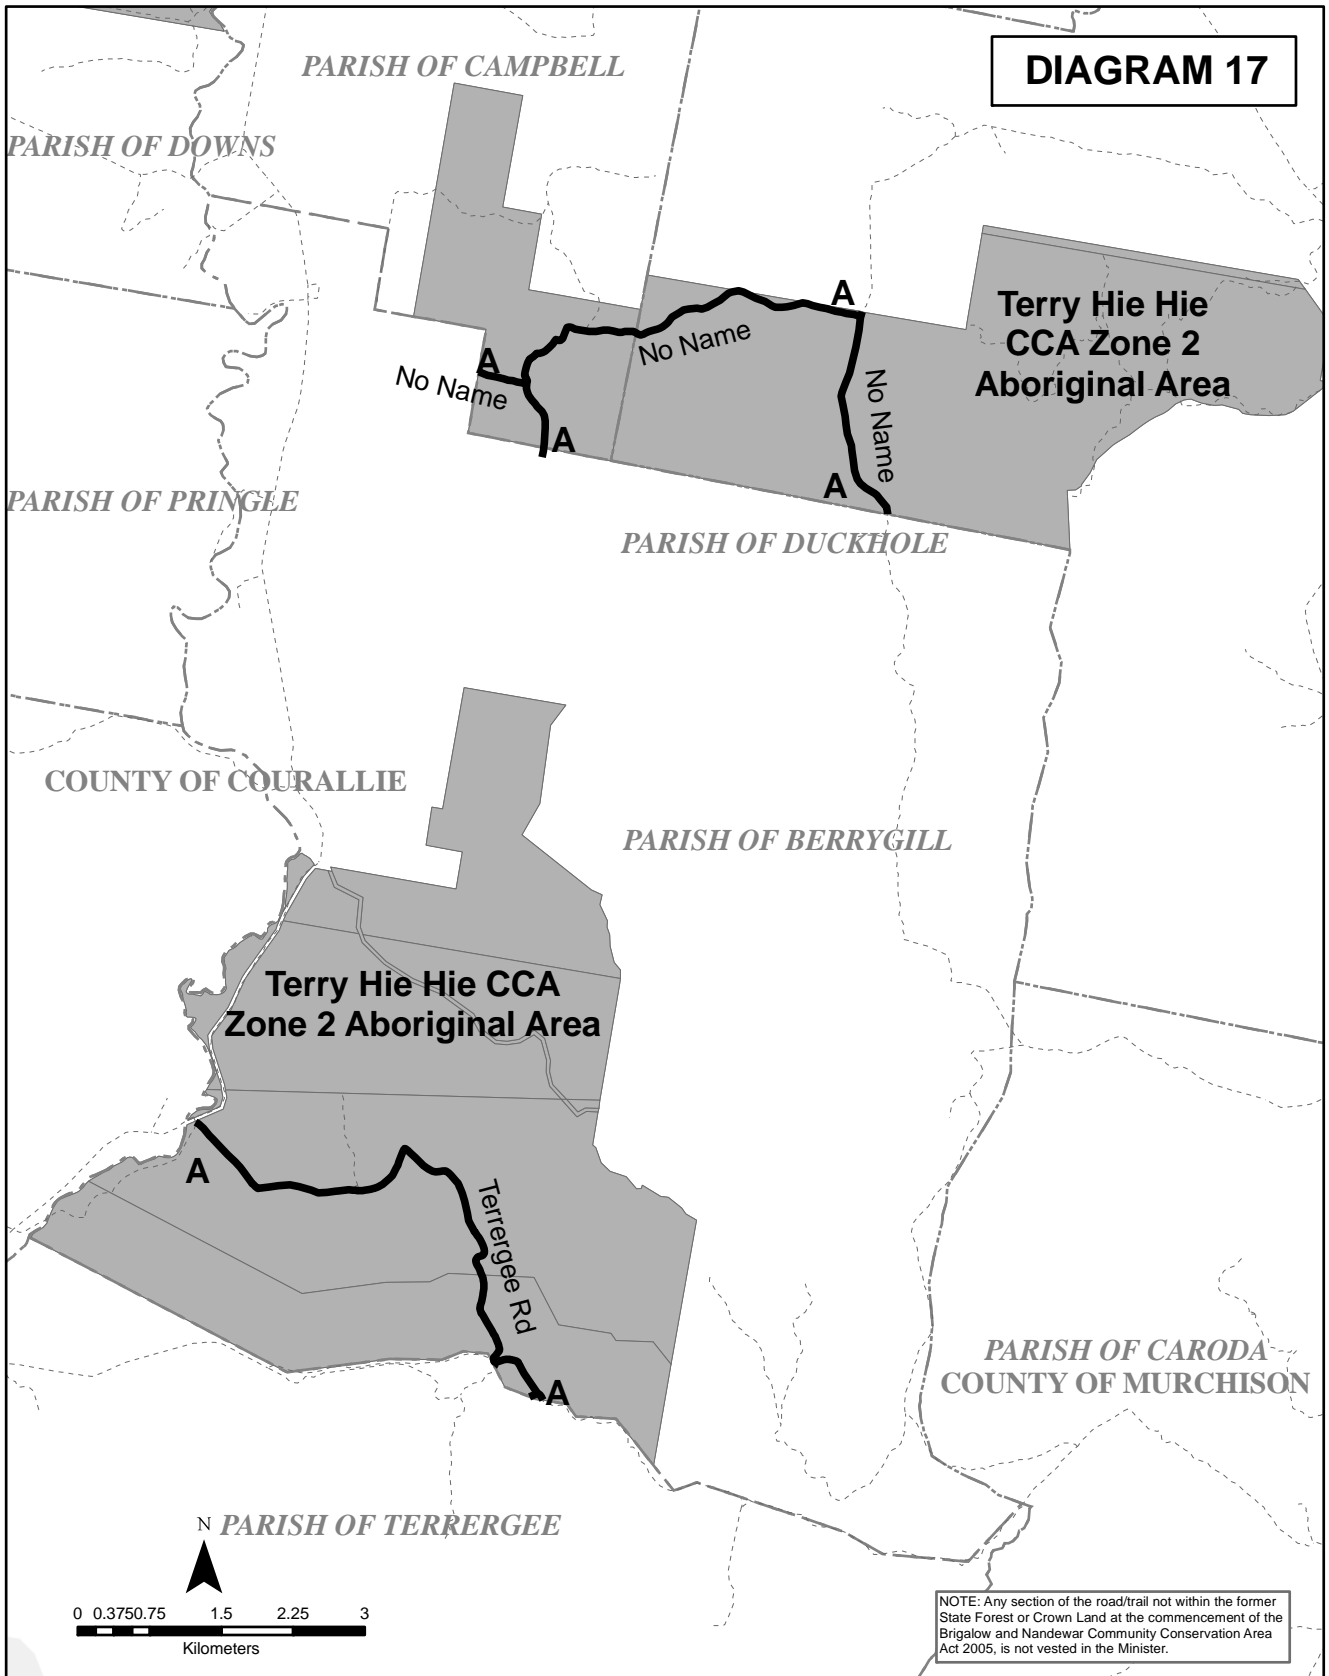 DIAGRAM 17
PARISH OF CAMPBELL
PARISH OF DOWNS
A
Terry Hie Hie
CCA Zone 2
Aboriginal Area
No Name
A
No Name
No Name
A
A
PARISH OF PRINGLE
PARISH OF DUCKHOLE
COUNTY OF COURALLIE
PARISH OF BERRYGILL
Terry Hie Hie CCA
Zone 2 Aboriginal Area
A
Terrergee Rd
PARISH OF CARODA
COUNTY OF MURCHISON
A
N
PARISH OF TERRERGEE
0 0.375 0.75 1.5 2.25 3
Kilometers
NOTE: Any section of the road/trail not within the former
State Forest or Crown Land at the commencement of the
Brigalow and Nandewar Community Conservation Area
Act 2005, is not vested in the Minister.